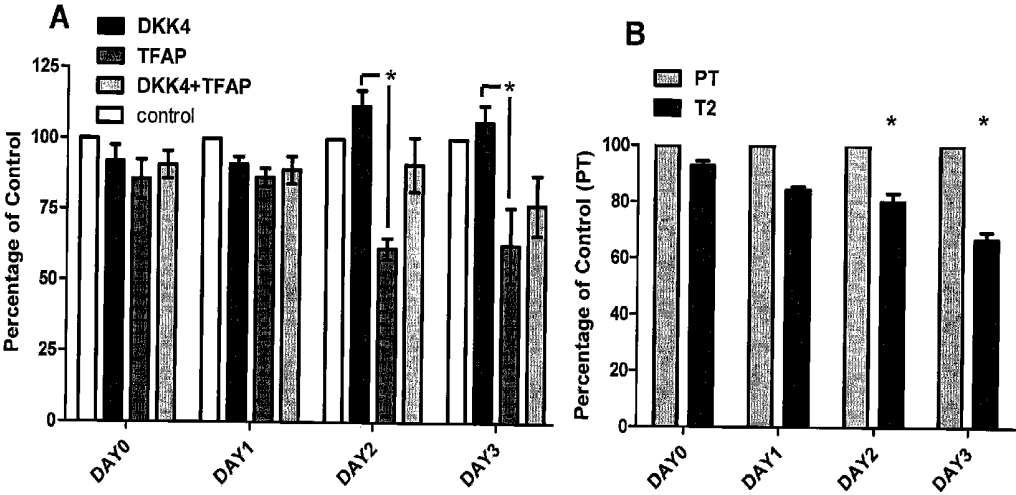 A
DKK4
TFAP
DKK4+TFAP
control
Percentage of Control
125
100
75
50
25
0
* *
DAY0 DAY1 DAY2 DAY3
B
PT
T2
* *
Percentage of Control (PT)
100
80
60
40
20
0
DAY0 DAY1 DAY2 DAY3